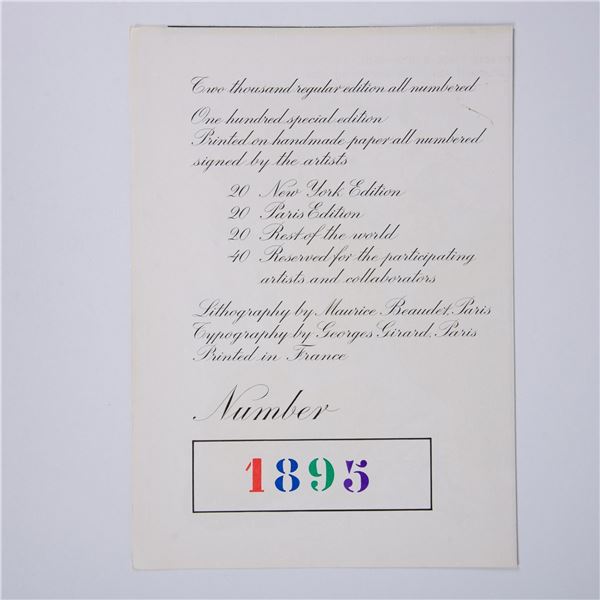 Two thousand regular edition all numbered
One hundred special edition
Printed on handmade paper all numbered
signed by the artists
20 New York Edition
20 Paris Edition
20 Rest of the world
40 Reserved for the participating
artists and collaborators
Lithography by Maurice Beaudet, Paris
Typography by Georges Girard, Paris
Printed in France
Number
1895